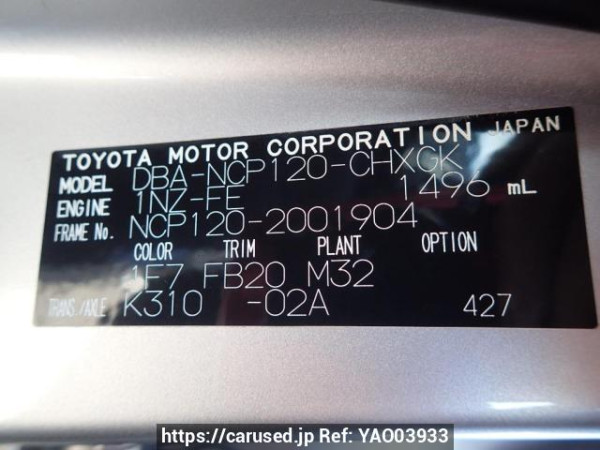 TOYOTA MOTOR CORPORATION JAPAN
MODEL DBA-NCP120-CHXGK
ENGINE 1NZ-FE 1496 mL
FRAME No. NCP120-2001904
COLOR TRIM PLANT OPTION
1F7 FB20 M32
TRANS./AXLE K310 -02A 427
https://carused.jp Ref: YAO03933